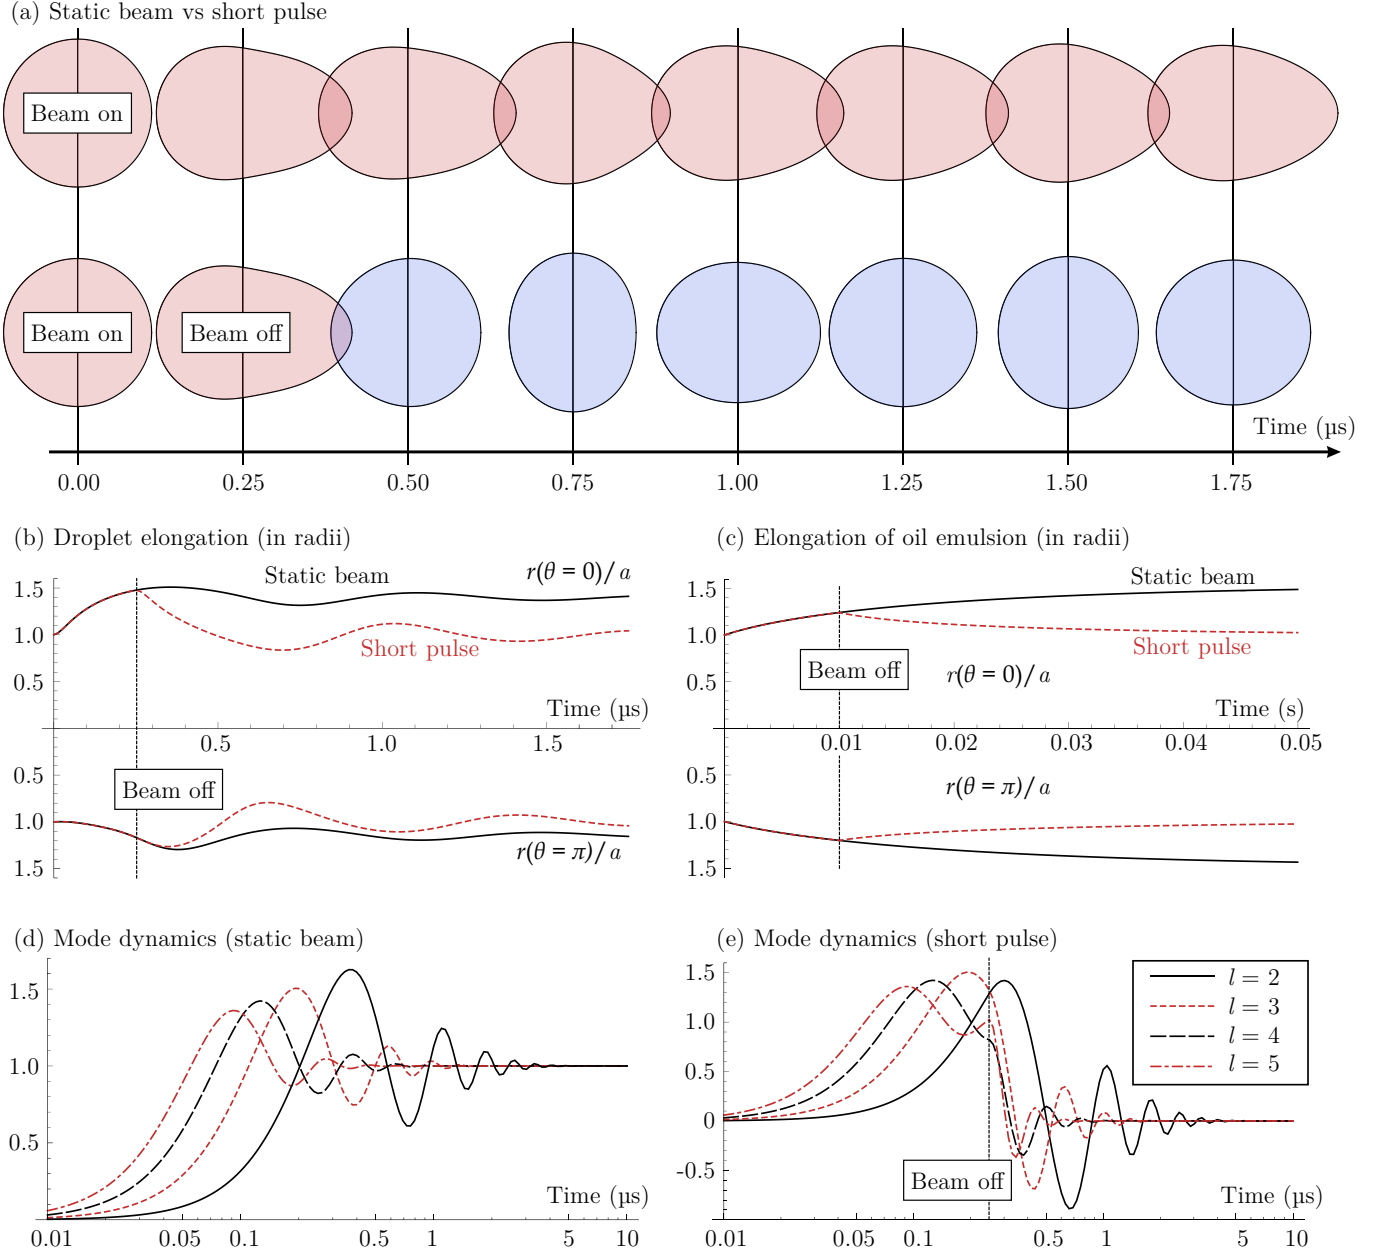 (a) Static beam vs short pulse
Beam on
Beam on
Beam off
Time (µs)
0.00 0.25 0.50 0.75 1.00 1.25 1.50 1.75
(b) Droplet elongation (in radii)
Static beam
r(θ = 0)/a
1.5
1.0
Short pulse
0.5
Time (µs)
0.5 1.0 1.5
0.5
Beam off
1.0
r(θ = π)/a
1.5
(c) Elongation of oil emulsion (in radii)
Static beam
1.5
1.0
Short pulse
Beam off
r(θ = 0)/a
0.5
Time (s)
0.01 0.02 0.03 0.04 0.05
0.5
r(θ = π)/a
1.0
1.5
(d) Mode dynamics (static beam)
1.5
1.0
0.5
Time (µs)
0.01 0.05 0.1 0.5 1 5 10
(e) Mode dynamics (short pulse)
1.5
l = 2
l = 3
1.0
l = 4
l = 5
0.5
0
-0.5
Beam off
Time (µs)
0.01 0.05 0.1 0.5 1 5 10